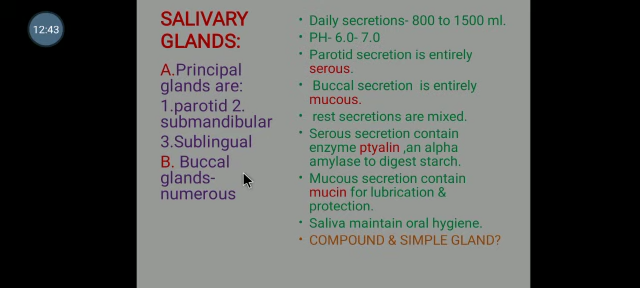 12:43
SALIVARY
GLANDS:
A.Principal
glands are:
1.parotid 2.
submandibular
3.Sublingual
B. Buccal
glands-
numerous
• Daily secretions- 800 to 1500 ml.
• PH- 6.0- 7.0
• Parotid secretion is entirely
serous.
• Buccal secretion is entirely
mucous.
• rest secretions are mixed.
• Serous secretion contain
enzyme ptyalin ,an alpha
amylase to digest starch.
• Mucous secretion contain
mucin for lubrication &
protection.
• Saliva maintain oral hygiene.
• COMPOUND & SIMPLE GLAND?